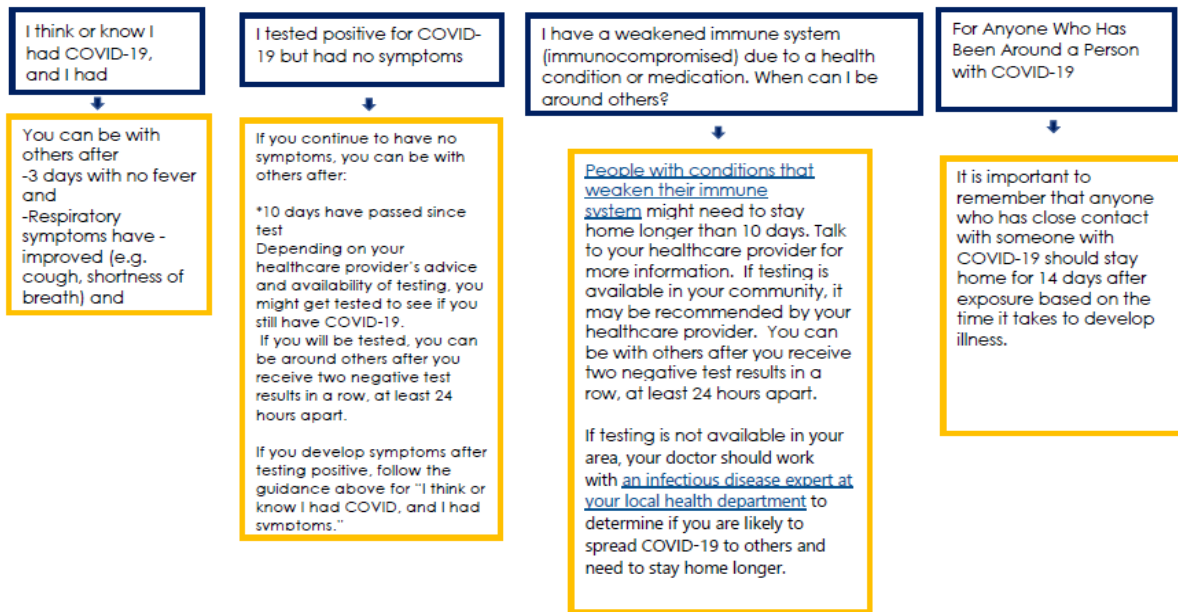 I think or know I
had COVID-19,
and I had
You can be with
others after
-3 days with no fever
and
-Respiratory
symptoms have -
improved (e.g.
cough, shortness of
breath) and
I tested positive for COVID-
19 but had no symptoms
If you continue to have no
symptoms, you can be with
others after:
*10 days have passed since
test
Depending on your
healthcare provider's advice
and availability of testing, you
might get tested to see if you
still have COVID-19.
If you will be tested, you can
be around others after you
receive two negative test
results in a row, at least 24
hours apart.
If you develop symptoms after
testing positive, follow the
guidance above for "I think or
know I had COVID, and I had
symptoms."
I have a weakened immune system
(immunocompromised) due to a health
condition or medication. When can I be
around others?
People with conditions that
weaken their immune
system might need to stay
home longer than 10 days. Talk
to your healthcare provider for
more information. If testing is
available in your community, it
may be recommended by your
healthcare provider. You can
be with others after you receive
two negative test results in a
row, at least 24 hours apart.
If testing is not available in your
area, your doctor should work
with an infectious disease expert at
your local health department to
determine if you are likely to
spread COVID-19 to others and
need to stay home longer.
For Anyone Who Has
Been Around a Person
with COVID-19
It is important to
remember that anyone
who has close contact
with someone with
COVID-19 should stay
home for 14 days after
exposure based on the
time it takes to develop
illness.